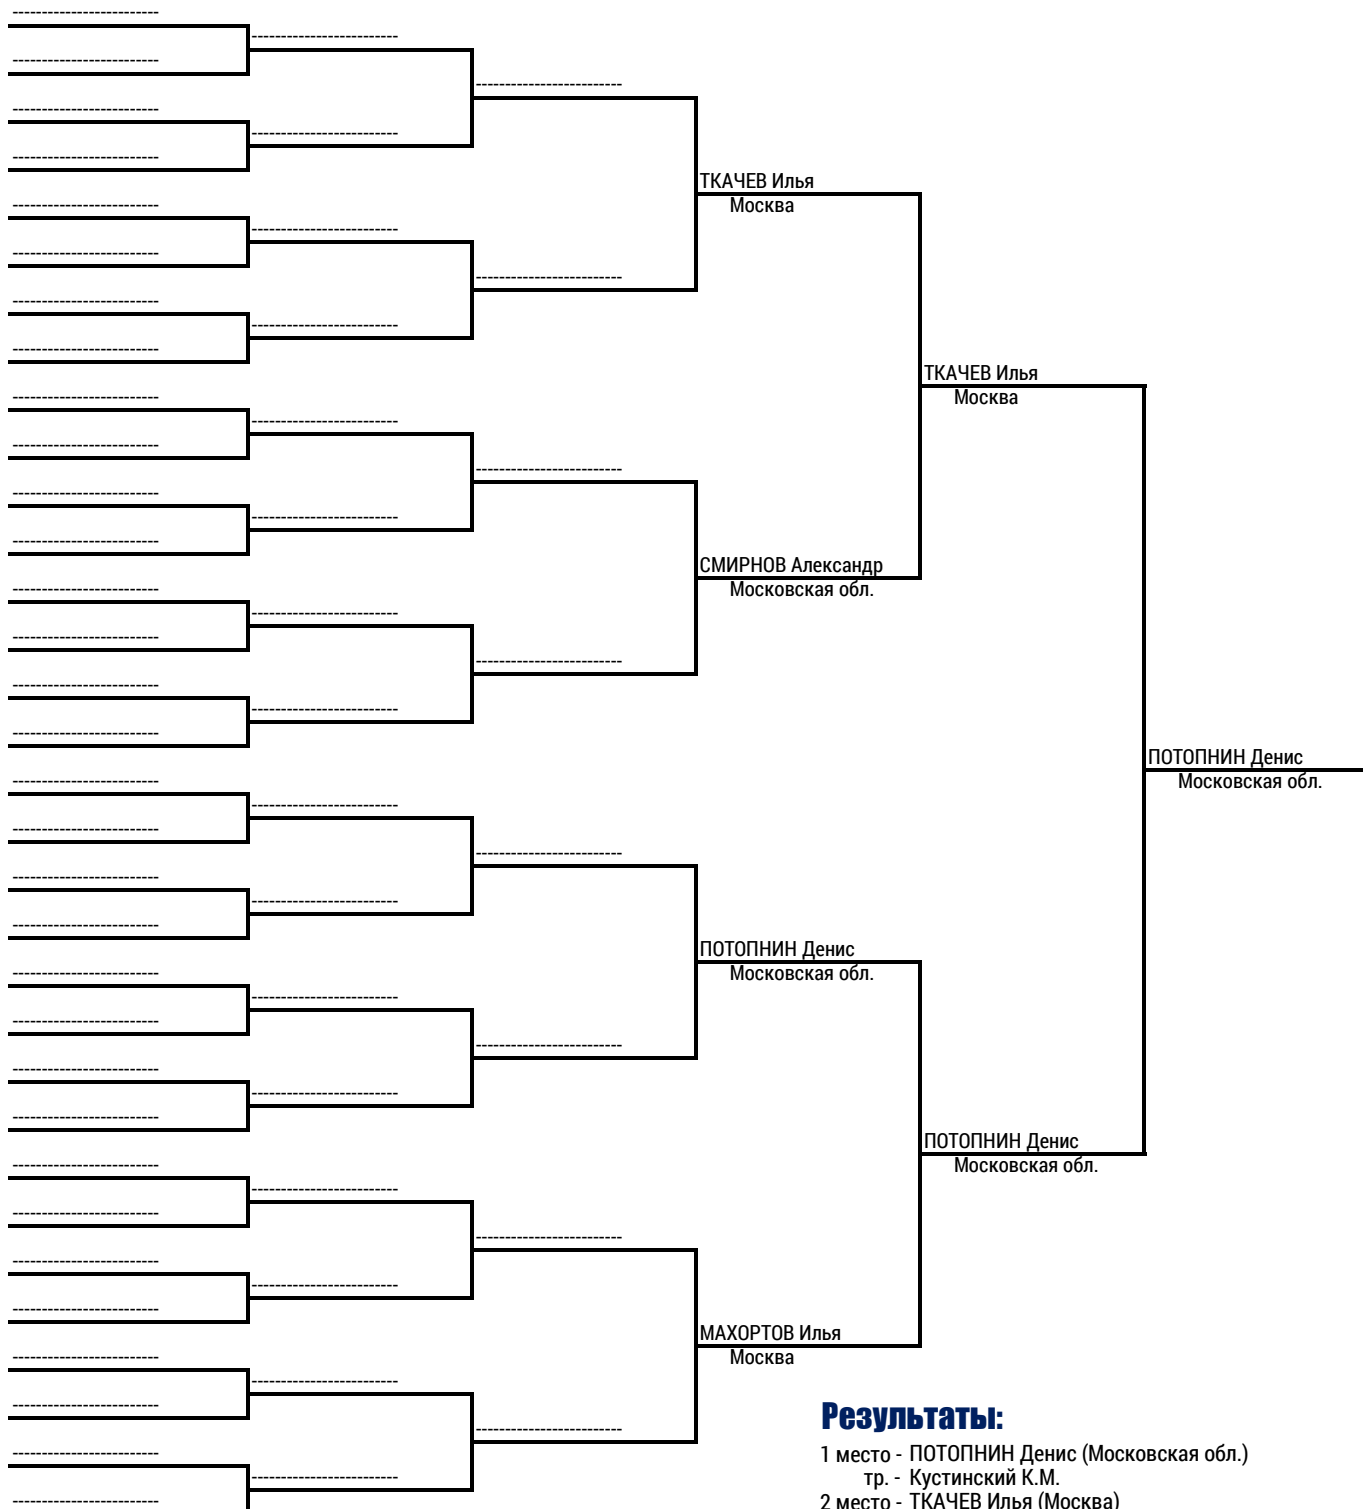 ТКАЧЕВ Илья
Москва
ТКАЧЕВ Илья
Москва
СМИРНОВ Александр
Московская обл.
ПОТОПНИН Денис
Московская обл.
ПОТОПНИН Денис
Московская обл.
ПОТОПНИН Денис
Московская обл.
МАХОРТОВ Илья
Москва
Результаты:
1 место - ПОТОПНИН Денис (Московская обл.)
тр. - Кустинский К.М.
2 место - ТКАЧЕВ Илья (Москва)